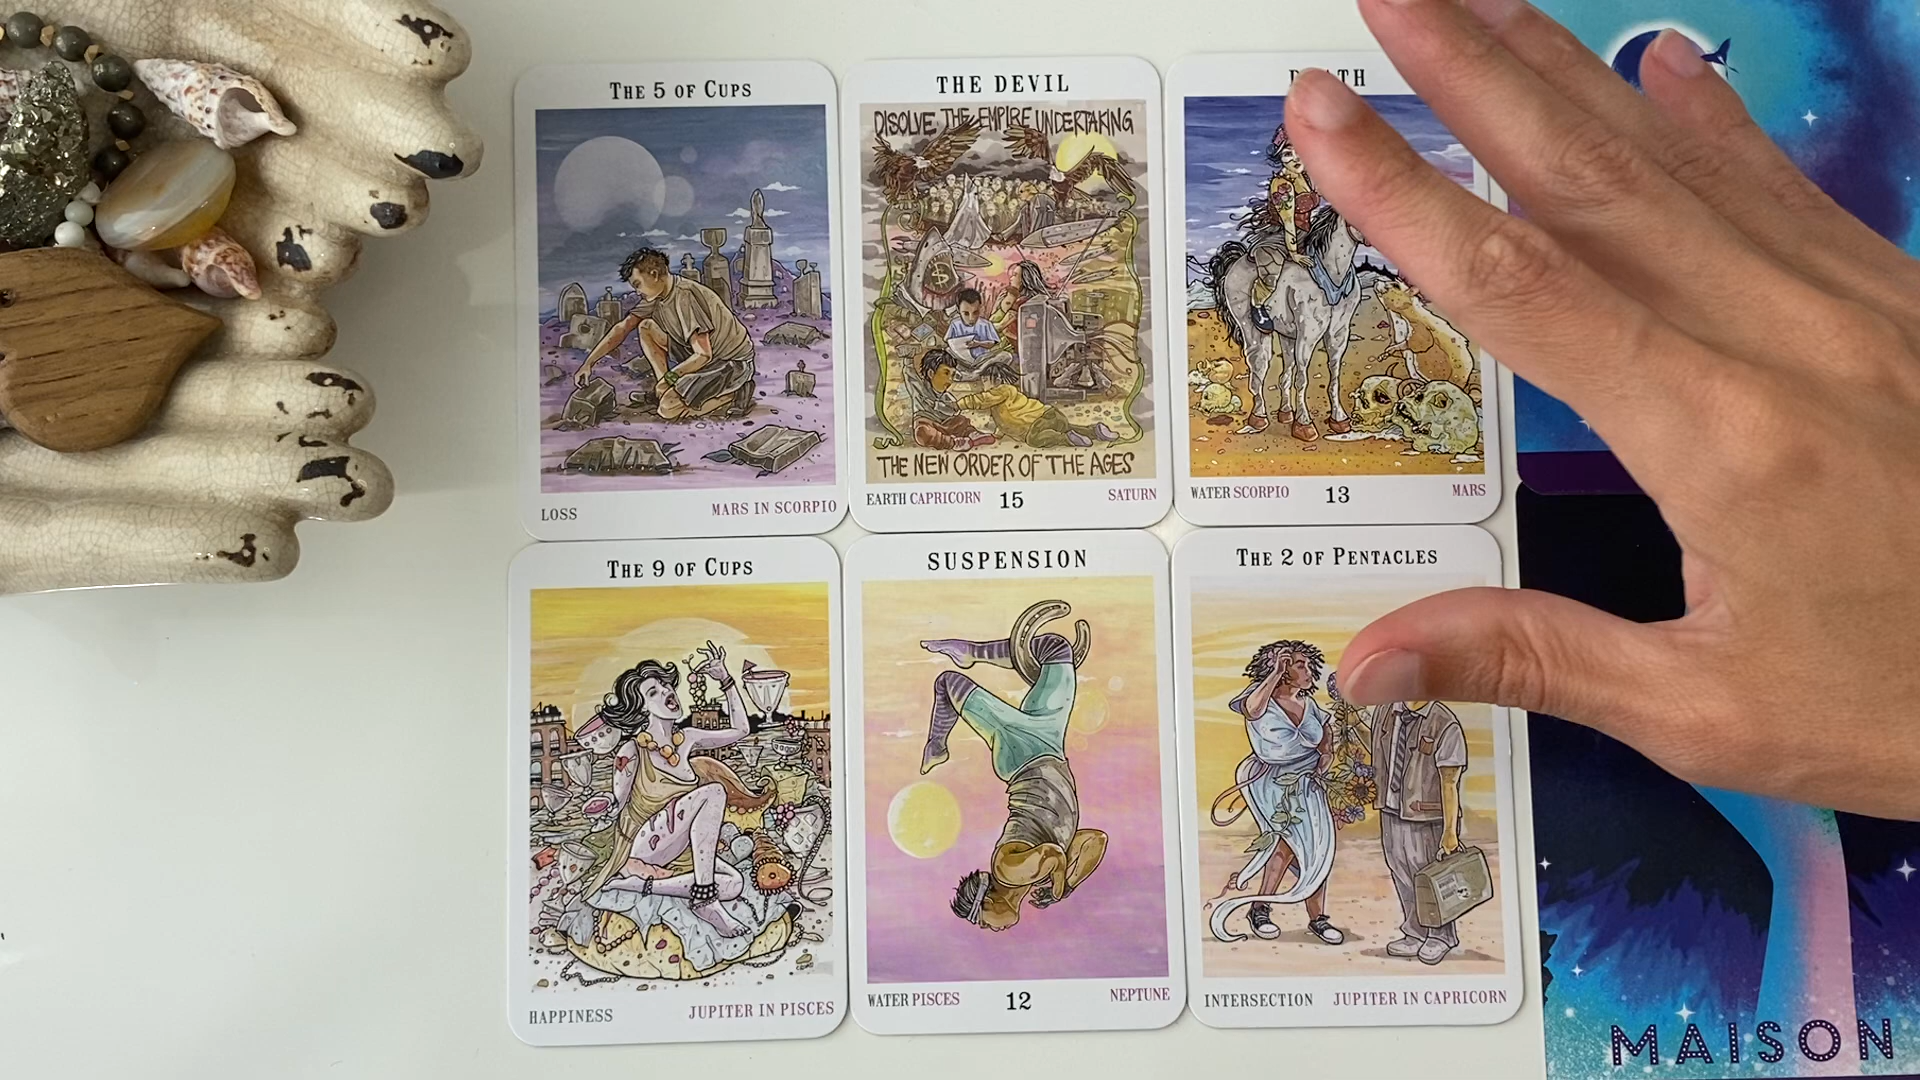 The 5 of Cups
LOSS
MARS IN SCORPIO
THE DEVIL
DISOLVE THE EMPIRE UNDERTAKING
$
THE NEW ORDER OF THE AGES
EARTH CAPRICORN
15
SATURN
WATER SCORPIO
13
MARS
The 9 of Cups
HAPPINESS
JUPITER IN PISCES
SUSPENSION
WATER PISCES
12
NEPTUNE
The 2 of Pentacles
INTERSECTION
JUPITER IN CAPRICORN
MAISON